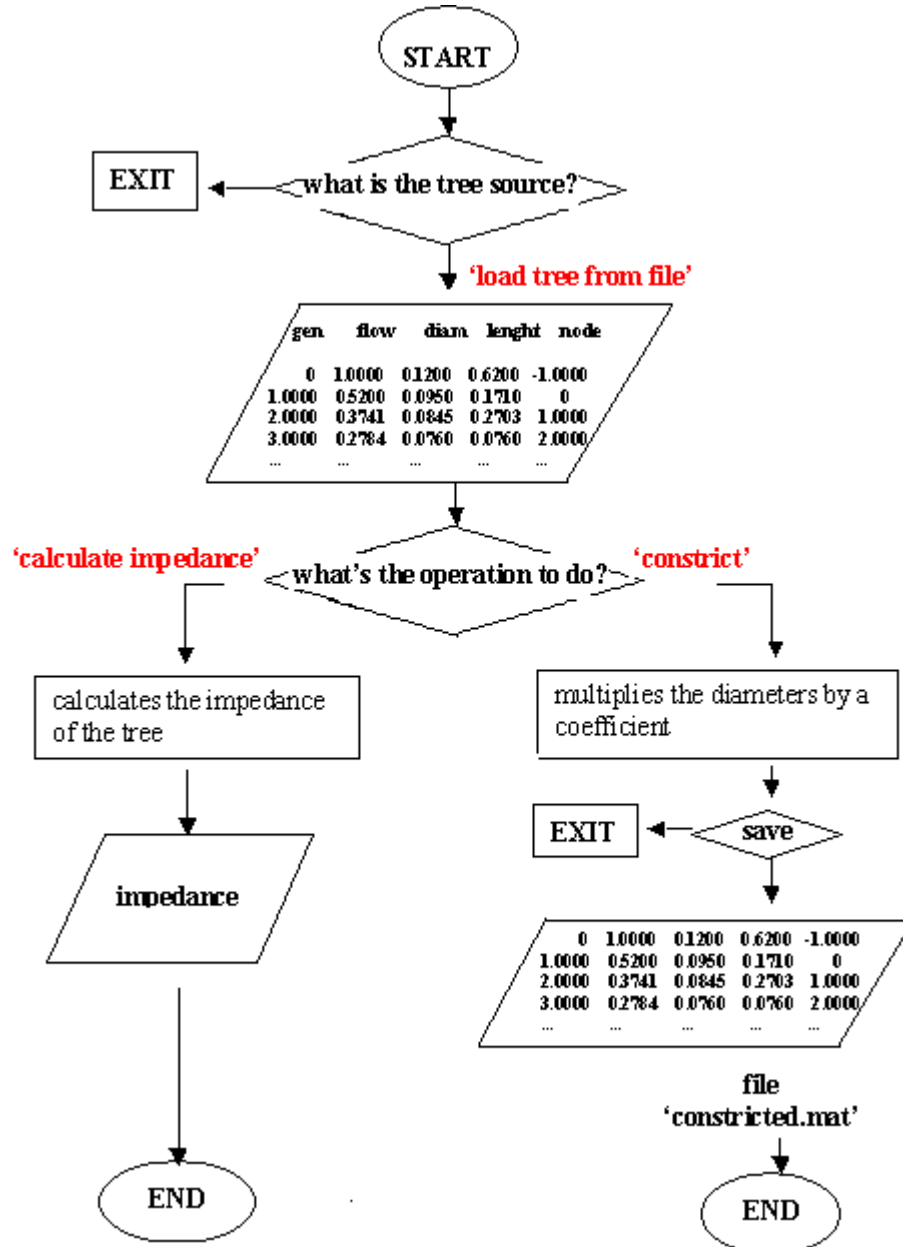 START
EXIT
what is the tree source?
‘load tree from file’
gen flow diam lenght node
0 1.0000 0.1200 0.6200 -1.0000
1.0000 0.5200 0.0950 0.1710 0
2.0000 0.3741 0.0845 0.2703 1.0000
3.0000 0.2784 0.0760 0.0760 2.0000
... ... ... ... ...
‘calculate impedance’
what’s the operation to do?
‘constrict’
calculates the impedance
of the tree
multiplies the diameters by a
coefficient
EXIT
save
impedance
0 1.0000 0.1200 0.6200 -1.0000
1.0000 0.5200 0.0950 0.1710 0
2.0000 0.3741 0.0845 0.2703 1.0000
3.0000 0.2784 0.0760 0.0760 2.0000
... ... ... ... ...
file
‘constricted.mat’
END
END